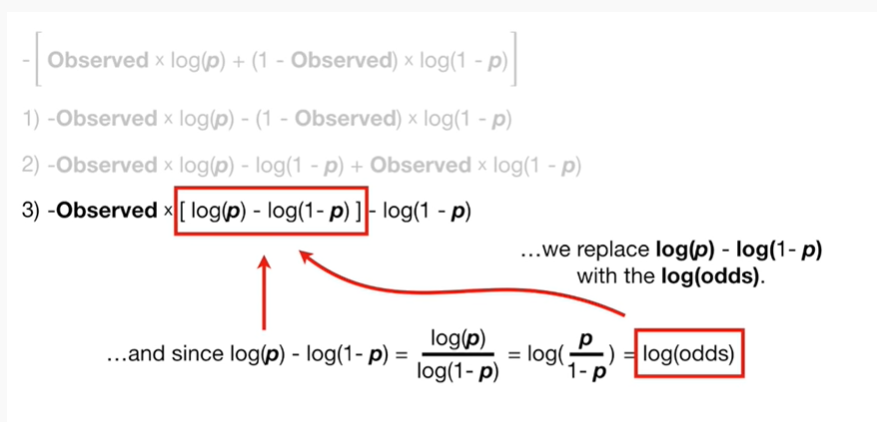 -[ Observed × log(p) + (1 - Observed) × log(1 - p)]
1) -Observed × log(p) - (1 - Observed) × log(1 - p)
2) -Observed × log(p) - log(1 - p) + Observed × log(1 - p)
3) -Observed × [ log(p) - log(1- p) ] - log(1 - p)
...we replace log(p) - log(1- p)
with the log(odds).
...and since log(p) - log(1- p) = log(p) / log(1 - p) = log( p / 1- p ) = log(odds)